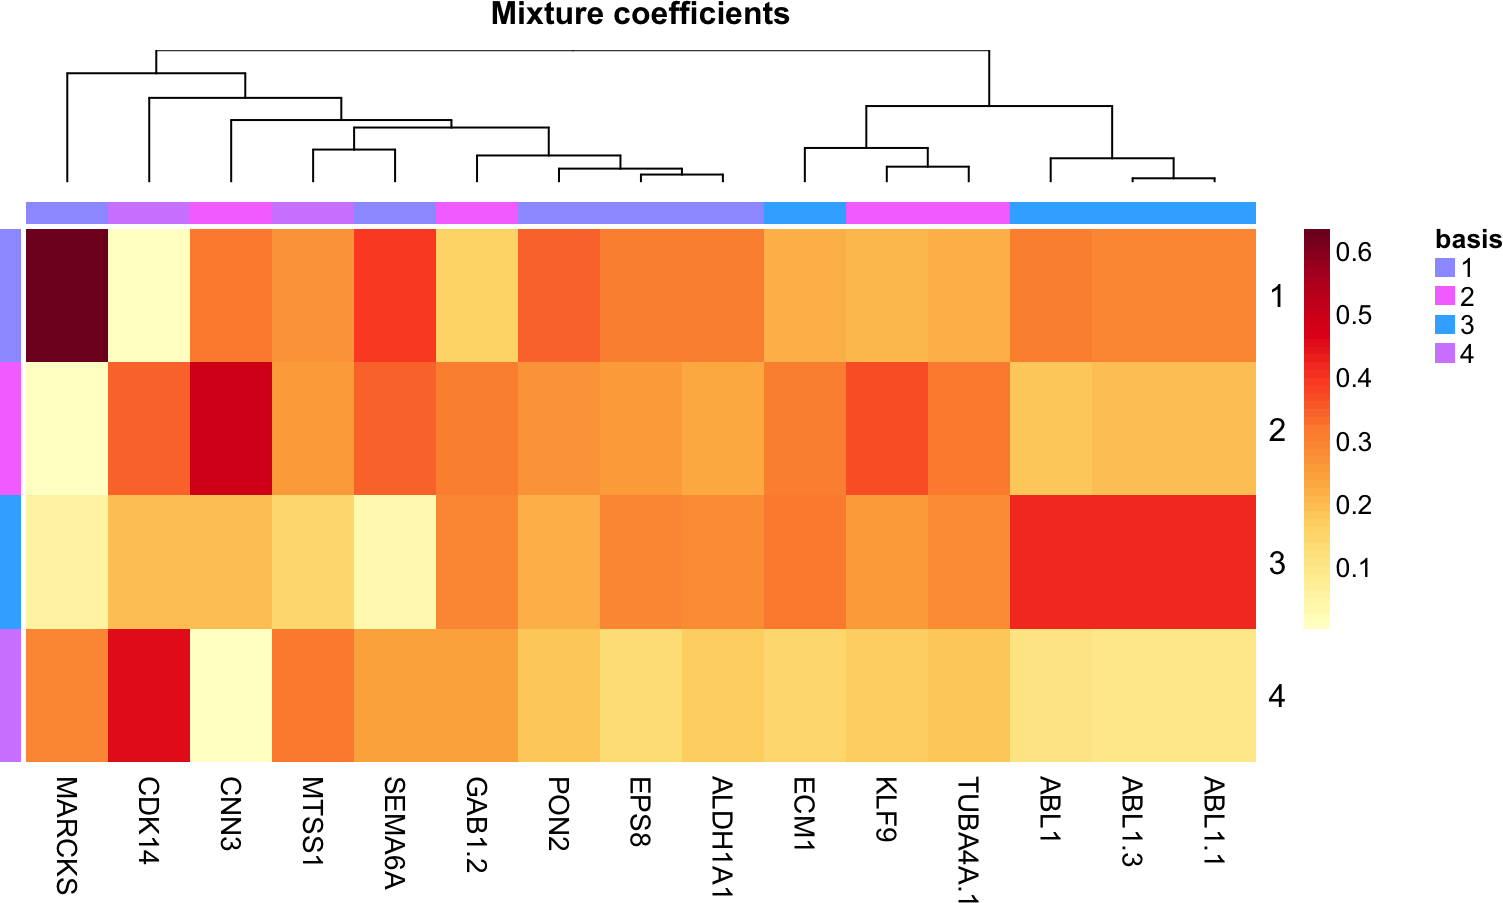 Mixture coefficients
basis
1
2
3
4
0.6
0.5
0.4
0.3
0.2
0.1
1
2
3
4
MARCKS
CDK14
CNN3
MTSS1
SEMA6A
GAB1.2
PON2
EPS8
ALDH1A1
ECM1
KLF9
TUBA4A.1
ABL1
ABL1.3
ABL1.1